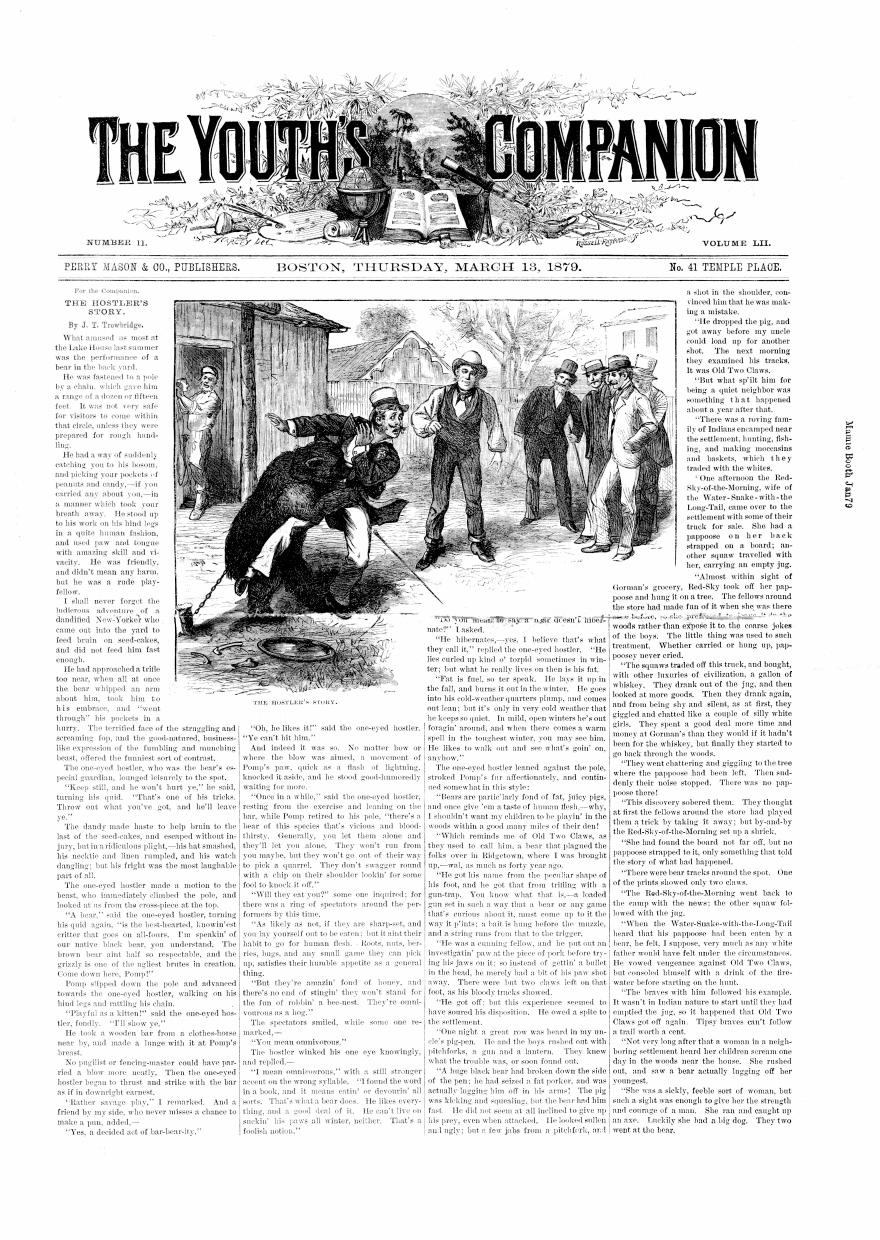 THE YOUTH'S COMPANION
NUMBER 11.
VOLUME LII.
PERRY MASON & CO., PUBLISHERS.
BOSTON, THURSDAY, MARCH 13, 1879.
No. 41 TEMPLE PLACE.
For the Companion.
THE HOSTLER'S
STORY.
By J. T. Trowbridge.
What amused us most at
the Lake House last summer
was the performance of a
bear in the back yard.
He was fastened to a pole
by a chain, which gave him
a range of a dozen or fifteen
feet. It was not very safe
for visitors to come within
that circle, unless they were
prepared for rough hand-
ling.
He had a way of suddenly
catching you to his bosom,
and picking your pockets of
peanuts and candy,—if you
carried any about you,—in
a manner which took your
breath away. He stood up
to his work on his hind legs
in a quite human fashion,
and used paw and tongue
with amazing skill and vi-
vacity. He was friendly,
and didn't mean any harm,
but he was a rude play-
fellow.
I shall never forget the
ludicrous adventure of a
dandified New-Yorker who
came out into the yard to
feed bruin on seed-cakes,
and did not feed him fast
enough.
He had approached a trifle
too near, when all at once
the bear whipped an arm
about him, took him to
his embrace, and "went
through" his pockets in a
hurry. The terrified face of the struggling and
screaming fop, and the good-natured, business-
like expression of the fumbling and munching
beast, offered the funniest sort of contrast.
The one-eyed hostler, who was the bear's es-
pecial guardian, lounged leisurely to the spot.
"Keep still, and he won't hurt ye," he said,
turning his quid. "That's one of his tricks.
Throw out what you've got, and he'll leave
ye."
The dandy made haste to help bruin to the
last of the seed-cakes, and escaped without in-
jury, but in a ridiculous plight,—his hat smashed,
his necktie and linen rumpled, and his watch
dangling; but his fright was the most laughable
part of all.
The one-eyed hostler made a motion to the
beast, who immediately climbed the pole, and
looked at us from the cross-piece at the top.
"A bear," said the one-eyed hostler, turning
his quid again, "is the best-hearted, knowin'est
critter that goes on all-fours. I'm speakin' of
our native black bear, you understand. The
brown bear aint half so respectable, and the
grizzly is one of the ugliest brutes in creation.
Come down here, Pomp!"
Pomp slipped down the pole and advanced
towards the one-eyed hostler, walking on his
hind legs and rattling his chain.
"Playful as a kitten!" said the one-eyed hos-
tler, fondly. "I'll show ye."
He took a wooden bar from a clothes-horse
near by, and made a lunge with it at Pomp's
breast.
No pugilist or fencing-master could have par-
ried a blow more neatly. Then the one-eyed
hostler began to thrust and strike with the bar
as if in downright earnest.
"Rather savage play," I remarked. And a
friend by my side, who never misses a chance to
make a pun, added,—
"Yes, a decided act of bar-bear-ity."
THE HOSTLER'S STORY.
"Oh, he likes it!" said the one-eyed hostler.
"Ye can't hit him."
And indeed it was so. No matter how or
where the blow was aimed, a movement of
Pomp's paw, quick as a flash of lightning,
knocked it aside, and he stood good-humoredly
waiting for more.
"Once in a while," said the one-eyed hostler,
resting from the exercise and leaning on the
bar, while Pomp retired to his pole, "there's a
bear of this species that's vicious and blood-
thirsty. Generally, you let them alone and
they'll let you alone. They won't run from
you maybe, but they won't go out of their way
to pick a quarrel. They don't swagger round
with a chip on their shoulder lookin' for some
fool to knock it off."
"Will they eat you?" some one inquired; for
there was a ring of spectators around the per-
formers by this time.
"As likely as not, if they are sharp-set, and
you lay yourself out to be eaten; but it aint their
habit to go for human flesh. Roots, nuts, ber-
ries, bugs, and any small game they can pick
up, satisfies their humble appetite as a general
thing.
"But they're amazin' fond of honey, and
there's no end of stingin' they won't stand for
the fun of robbin' a bee-nest. They're omni-
vourous as a hog."
The spectators smiled, while some one re-
marked,—
"You mean omnivorous."
The hostler winked his one eye knowingly,
and replied,—
"I mean omnivourous," with a still stronger
accent on the wrong syllable. "I found the word
in a book, and it means eatin' or devourin' all
sorts. That's what a bear does. He likes every-
thing, and a good deal of it. He can't live on
suckin' his paws all winter, neither. That's a
foolish notion."
"Do you mean to say a bear doesn't hiber-
nate?" I asked.
"He hibernates,—yes. I believe that's what
they call it," replied the one-eyed hostler. "He
lies curled up kind o' torpid sometimes in win-
ter; but what he really lives on then is his fat.
"Fat is fuel, so ter speak. He lays it up in
the fall, and burns it out in the winter. He goes
into his cold-weather quarters plump, and comes
out lean; but it's only in very cold weather that
he keeps so quiet. In mild, open winters he's out
foragin' around, and when there comes a warm
spell in the toughest winter, you may see him.
He likes to walk out and see what's goin' on,
anyhow."
The one-eyed hostler leaned against the pole,
stroked Pomp's fur affectionately, and contin-
ued somewhat in this style:
"Bears are partic'larly fond of fat, juicy pigs,
and once give 'em a taste of human flesh,—why,
I shouldn't want my children to be playin' in the
woods within a good many miles of their den!
"Which reminds me of Old Two Claws, as
they used to call him, a bear that plagued the
folks over in Ridgetown, where I was brought
up,—wal, as much as forty year ago.
"He got his name from the peculiar shape of
his foot, and he got that from trifling with a
gun-trap. You know what that is,—a loaded
gun set in such a way that a bear or any game
that's curious about it, must come up to it the
way it p'ints; a bait is hung before the muzzle,
and a string runs from that to the trigger.
"He was a cunning fellow, and he put out an
investigatin' paw at the piece of pork before try-
ing his jaws on it; so instead of gettin' a bullet
in the head, he merely had a bit of his paw shot
away. There were but two claws left on that
foot, as his bloody tracks showed.
"He got off; but this experience seemed to
have soured his disposition. He owed a spite to
the settlement.
"One night a great row was heard in my un-
cle's pig-pen. He and the boys rushed out with
pitchforks, a gun and a lantern. They knew
what the trouble was, or soon found out.
"A huge black bear had broken down the side
of the pen; he had seized a fat porker, and was
actually lugging him off in his arms! The pig
was kicking and squealing, but the bear had him
fast. He did not seem at all inclined to give up
his prey, even when attacked. He looked sullen
and ugly; but a few jabs from a pitchfork, and
a shot in the shoulder, con-
vinced him that he was mak-
ing a mistake.
"He dropped the pig, and
got away before my uncle
could load up for another
shot. The next morning
they examined his tracks.
It was Old Two Claws.
"But what sp'ilt him for
being a quiet neighbor was
something that happened
about a year after that.
"There was a roving fam-
ily of Indians encamped near
the settlement, hunting, fish-
ing, and making moccasins
and baskets, which they
traded with the whites.
"One afternoon the Red-
Sky-of-the-Morning, wife of
the Water-Snake-with-the
Long-Tail, came over to the
settlement with some of their
truck for sale. She had a
pappoose on her back
strapped on a board; an-
other squaw travelled with
her, carrying an empty jug.
"Almost within sight of
Gorman's grocery, Red-Sky took off her pap-
poose and hung it on a tree. The fellows around
the store had made fun of it when she was there
woods rather than expose it to the coarse jokes
of the boys. The little thing was used to such
treatment. Whether carried or hung up, pap-
poosey never cried.
"The squaws traded off this truck, and bought,
with other luxuries of civilization, a gallon of
whiskey. They drank out of the jug, and then
looked at more goods. Then they drank again,
and from being shy and silent, as at first, they
giggled and chatted like a couple of silly white
girls. They spent a good deal more time and
money at Gorman's than they would if it hadn't
been for the whiskey, but finally they started to
go back through the woods.
"They went chattering and giggling to the tree
where the pappoose had been left. Then sud-
denly their noise stopped. There was no pap-
poose there!
"This discovery sobered them. They thought
at first the fellows around the store had played
them a trick by taking it away; but by-and-by
the Red-Sky-of-the-Morning set up a shriek.
"She had found the board not far off, but no
pappoose strapped to it, only something that told
the story of what had happened.
"There were bear tracks around the spot. One
of the prints showed only two claws.
"The Red-Sky-of-the-Morning went back to
the camp with the news; the other squaw fol-
lowed with the jug.
"When the Water-Snake-with-the-Long-Tail
heard that his pappoose had been eaten by a
bear, he felt, I suppose, very much as any white
father would have felt under the circumstances.
He vowed vengeance against Old Two Claws,
but consoled himself with a drink of the fire-
water before starting on the hunt.
"The braves with him followed his example.
It wasn't in Indian nature to start until they had
emptied the jug, so it happened that Old Two
Claws got off again. Tipsy braves can't follow
a trail worth a cent.
"Not very long after that a woman in a neigh-
boring settlement heard her children scream one
day in the woods near the house. She rushed
out, and saw a bear actually lugging off her
youngest.
"She was a sickly, feeble sort of woman, but
such a sight was enough to give her the strength
and courage of a man. She ran and caught up
an axe. Luckily she had a big dog. They two
went at the bear.
Mamie Booth Jan79